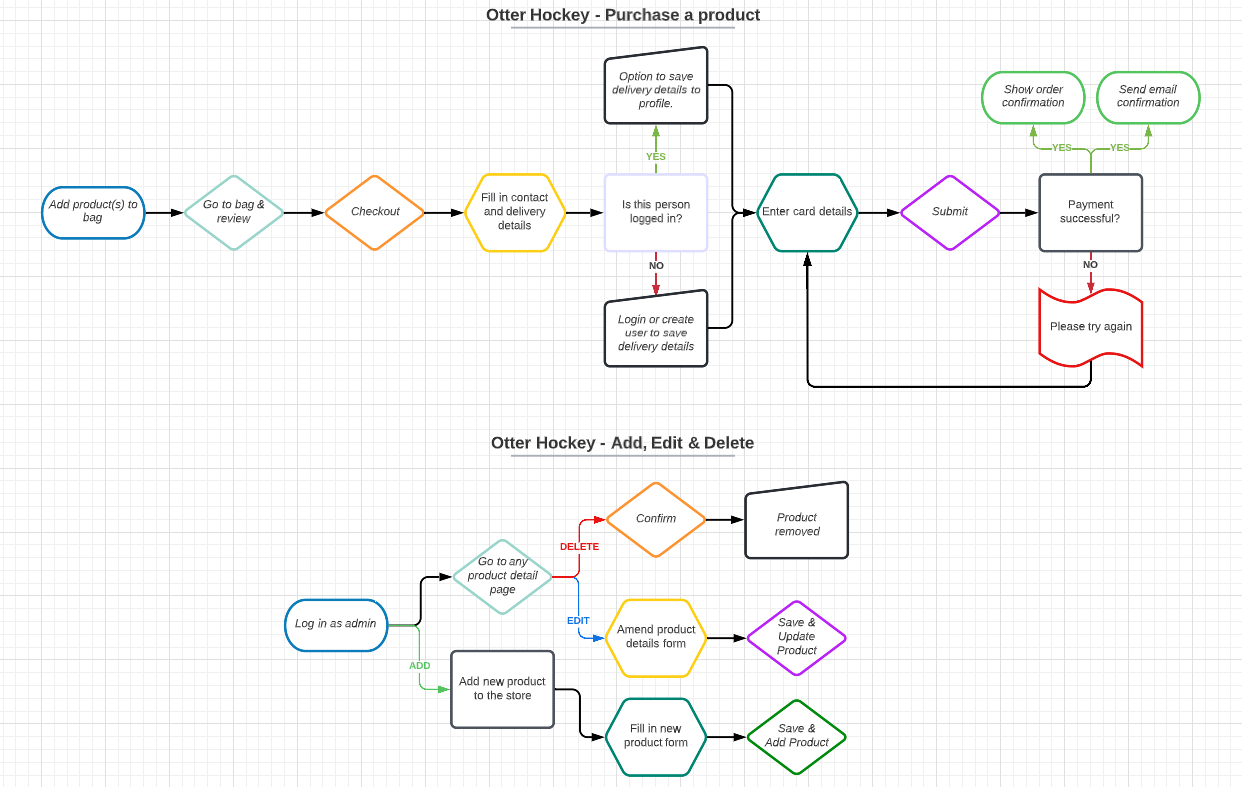 Otter Hockey - Purchase a product
Option to save
delivery details to
profile.
Show order
confirmation
Send email
confirmation
YES
YES
YES
Add product(s) to
bag
Go to bag &
review
Checkout
Fill in contact
and delivery
details
Is this person
logged in?
Enter card details
Submit
Payment
successful?
NO
NO
Login or create
user to save
delivery details
Please try again
Otter Hockey - Add, Edit & Delete
Confirm
Product
removed
DELETE
Go to any
product detail
page
Log in as admin
EDIT
Amend product
details form
Save &
Update
Product
ADD
Add new product
to the store
Fill in new
product form
Save &
Add Product